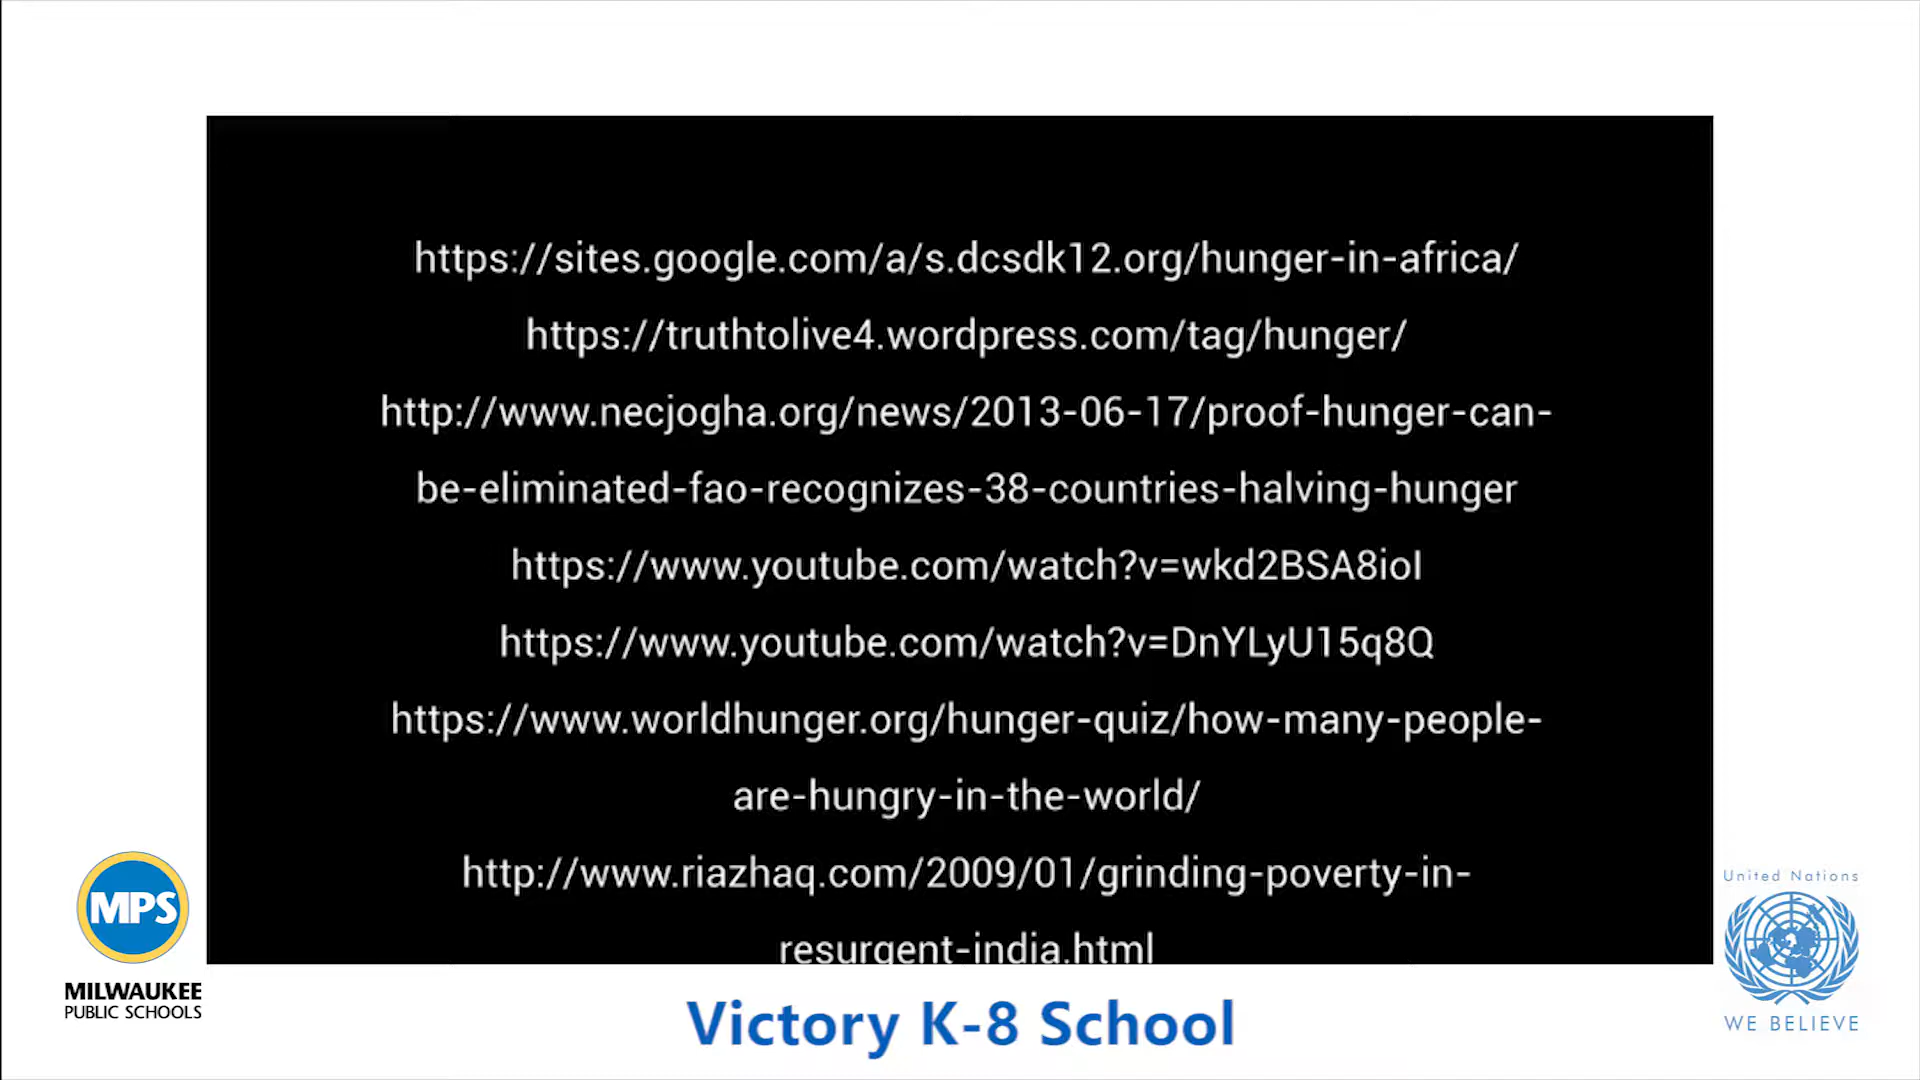 https://sites.google.com/a/s.dcsdk12.org/hunger-in-africa/
https://truthtolive4.wordpress.com/tag/hunger/
http://www.necjogha.org/news/2013-06-17/proof-hunger-can-
be-eliminated-fao-recognizes-38-countries-halving-hunger
https://www.youtube.com/watch?v=wkd2BSA8ioI
https://www.youtube.com/watch?v=DnYLyU15q8Q
https://www.worldhunger.org/hunger-quiz/how-many-people-
are-hungry-in-the-world/
http://www.riazhaq.com/2009/01/grinding-poverty-in-
resurgent-india.html
MPS
MILWAUKEE
PUBLIC SCHOOLS
Victory K-8 School
United Nations
WE BELIEVE